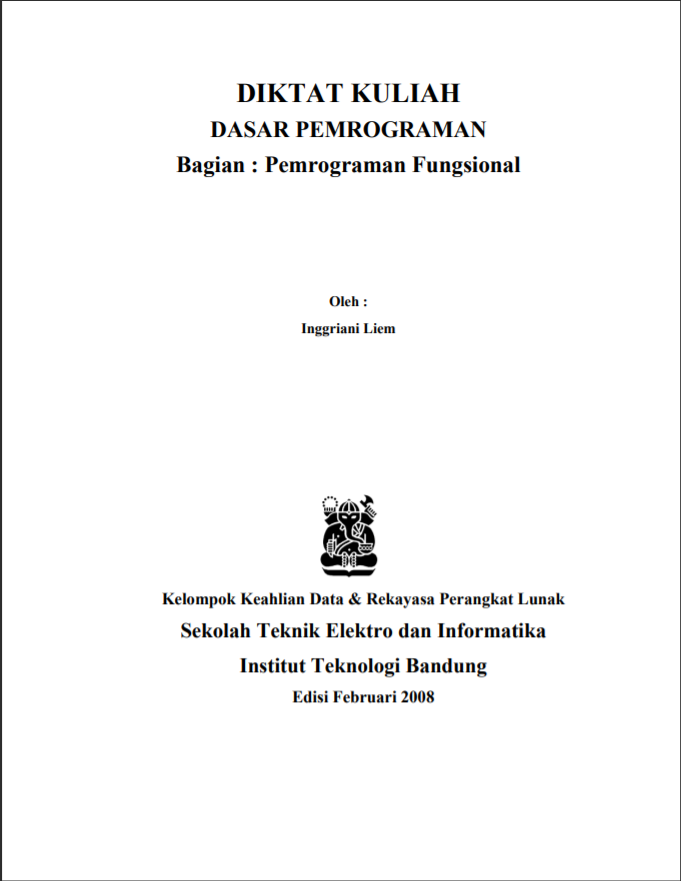 DIKTAT KULIAH
DASAR PEMROGRAMAN
Bagian : Pemrograman Fungsional
Oleh :
Inggriani Liem
Kelompok Keahlian Data & Rekayasa Perangkat Lunak
Sekolah Teknik Elektro dan Informatika
Institut Teknologi Bandung
Edisi Februari 2008